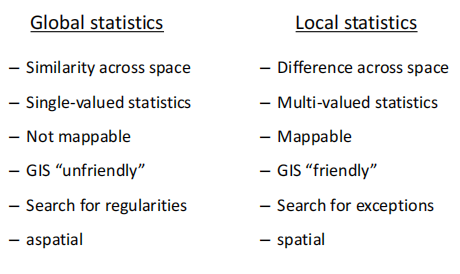 Global statistics
– Similarity across space
– Single-valued statistics
– Not mappable
– GIS “unfriendly”
– Search for regularities
– aspatial
Local statistics
– Difference across space
– Multi-valued statistics
– Mappable
– GIS “friendly”
– Search for exceptions
– spatial